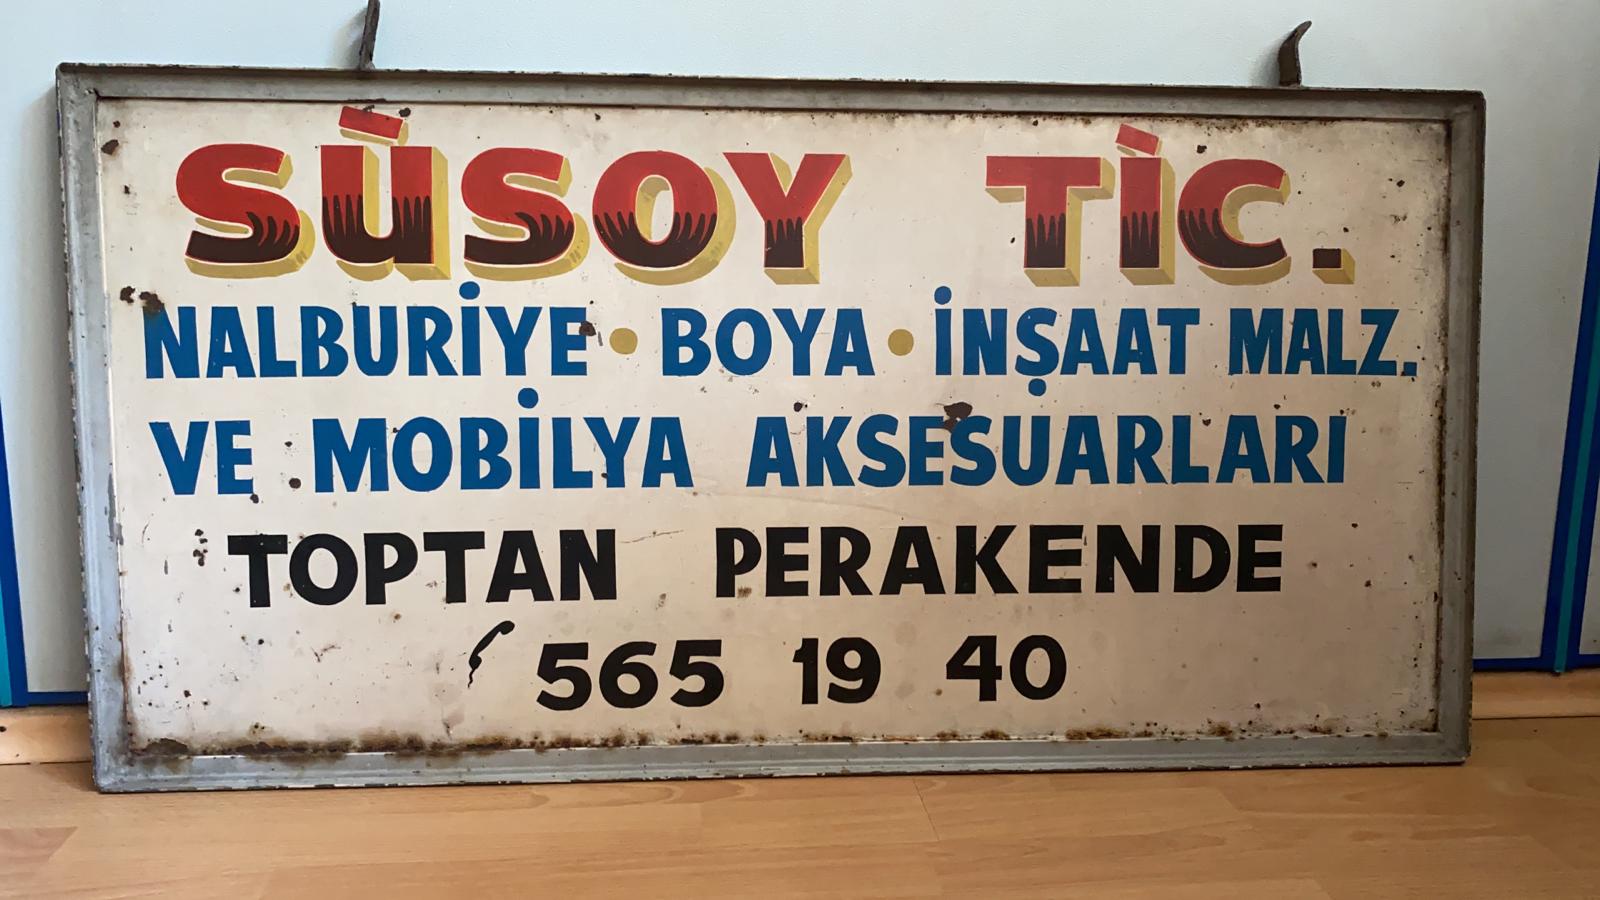 SÜSOY TİC.
NALBURİYE • BOYA • İNŞAAT MALZ.
VE MOBİLYA AKSESUARLARI
TOPTAN PERAKENDE
565 19 40